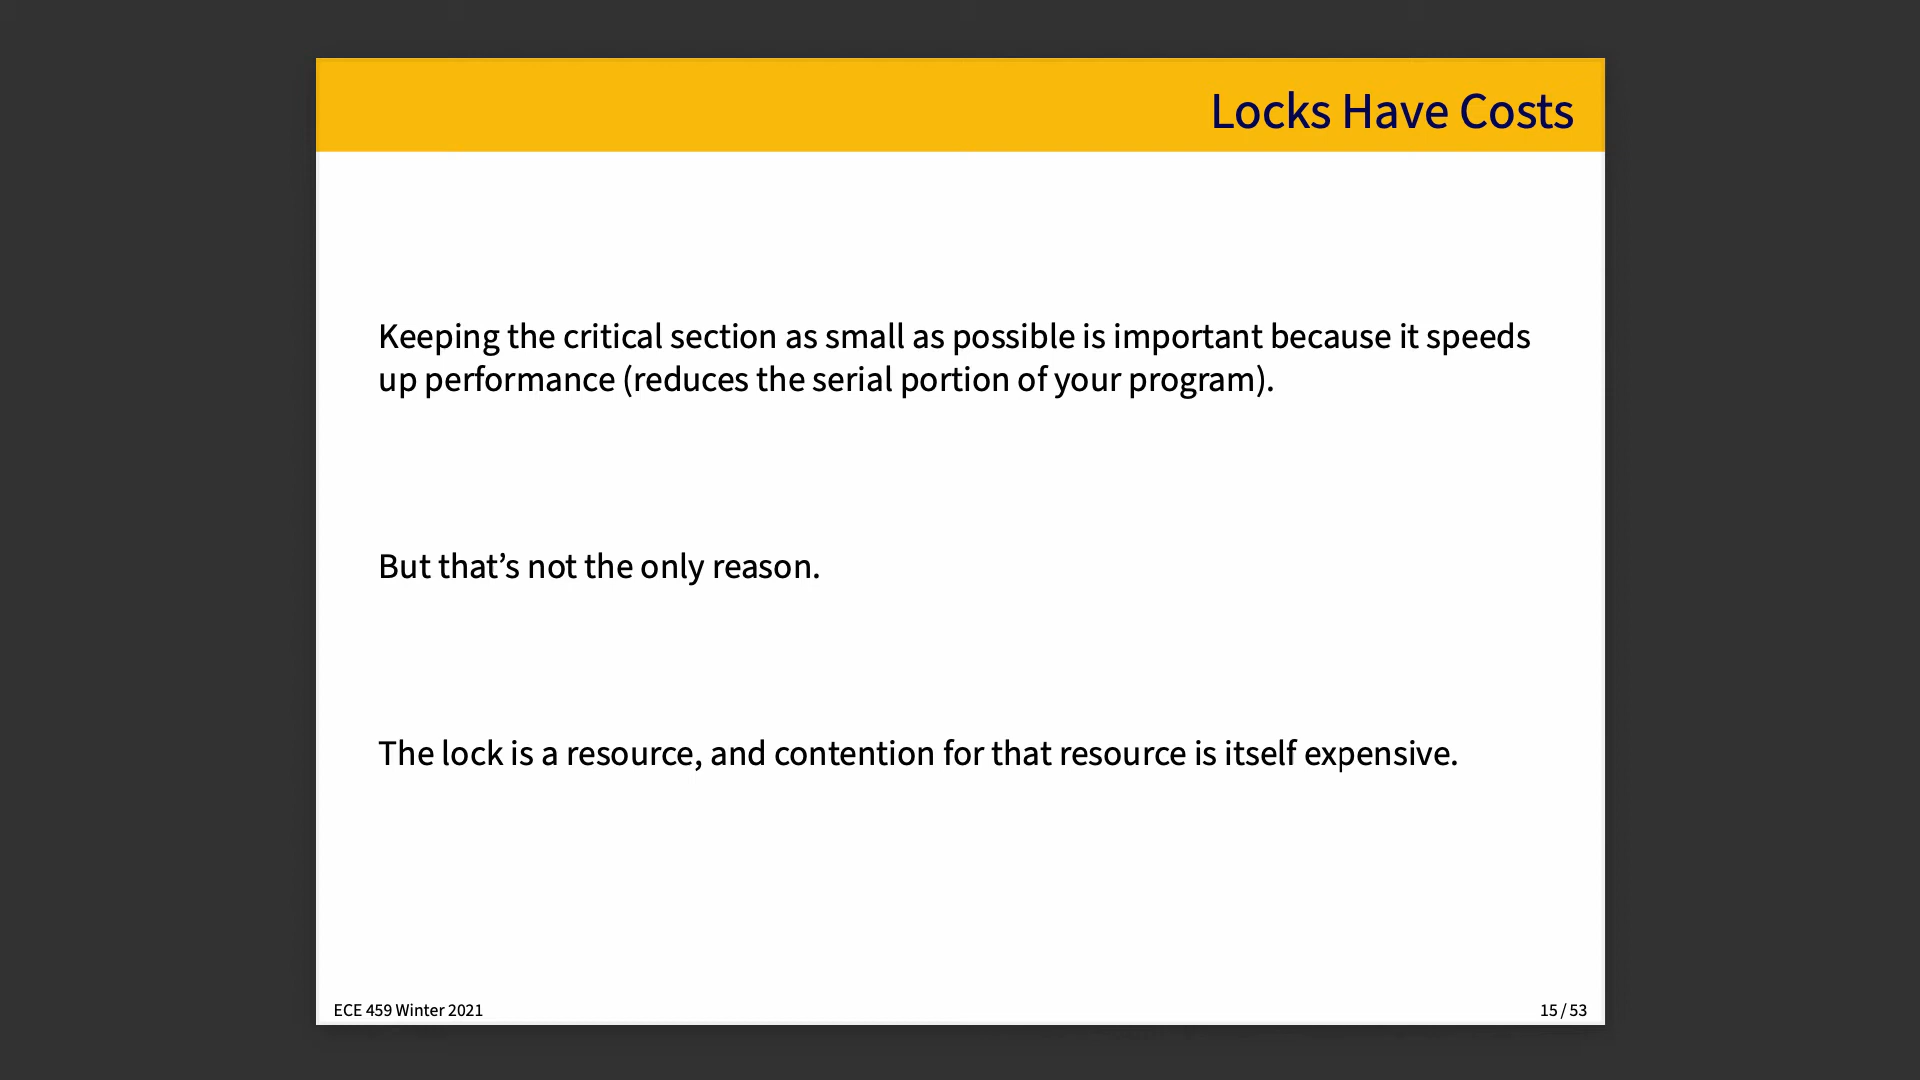 Locks Have Costs
Keeping the critical section as small as possible is important because it speeds
up performance (reduces the serial portion of your program).
But that’s not the only reason.
The lock is a resource, and contention for that resource is itself expensive.
ECE 459 Winter 2021
15 / 53